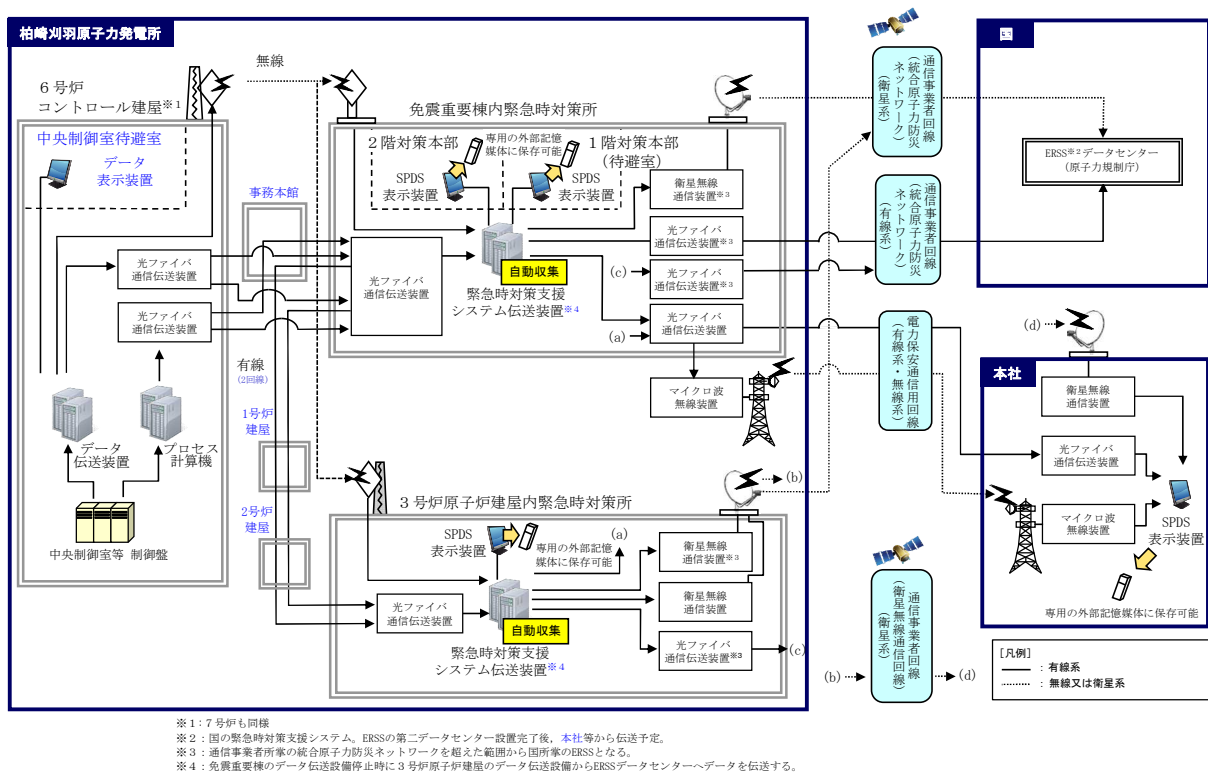 柏崎刈羽原子力発電所
6号炉
コントロール建屋※1
無線
中央制御室待避室
データ
表示装置
光ファイバ
通信伝送装置
光ファイバ
通信伝送装置
データ
伝送装置
プロセス
計算機
中央制御室等 制御盤
事務本館
有線
(2回線)
1号炉
建屋
2号炉
建屋
免震重要棟内緊急時対策所
2階対策本部
専用の外部記憶
媒体に保存可能
1階対策本部
(待避室)
SPDS
表示装置
SPDS
表示装置
光ファイバ
通信伝送装置
自動収集
緊急時対策支援
システム伝送装置※4
衛星無線
通信装置※3
光ファイバ
通信伝送装置※3
(c)
光ファイバ
通信伝送装置※3
(a)
光ファイバ
通信伝送装置
マイクロ波
無線装置
3号炉原子炉建屋内緊急時対策所
(b)
SPDS
表示装置
専用の外部記憶
媒体に保存可能
(a)
光ファイバ
通信伝送装置
自動収集
緊急時対策支援
システム伝送装置※4
衛星無線
通信装置※3
衛星無線
通信装置
光ファイバ
通信伝送装置※3
(c)
通信事業者回線
(統合原子力防災
ネットワーク)
(衛星系)
通信事業者回線
(統合原子力防災
ネットワーク)
(有線系)
電力保安通信用回線
(有線系・無線系)
通信事業者回線
(衛星無線通信回線)
(衛星系)
(b)
(d)
国
ERSS※2データセンター
(原子力規制庁)
(d)
本社
衛星無線
通信装置
光ファイバ
通信伝送装置
マイクロ波
無線装置
SPDS
表示装置
専用の外部記憶媒体に保存可能
[凡例]
: 有線系
: 無線又は衛星系
※1：7号炉も同様
※2：国の緊急時対策支援システム。ERSSの第二データセンター設置完了後，本社等から伝送予定。
※3：通信事業者所掌の統合原子力防災ネットワークを超えた範囲から国所掌のERSSとなる。
※4：免震重要棟のデータ伝送設備停止時に3号炉原子炉建屋のデータ伝送設備からERSSデータセンターへデータを伝送する。